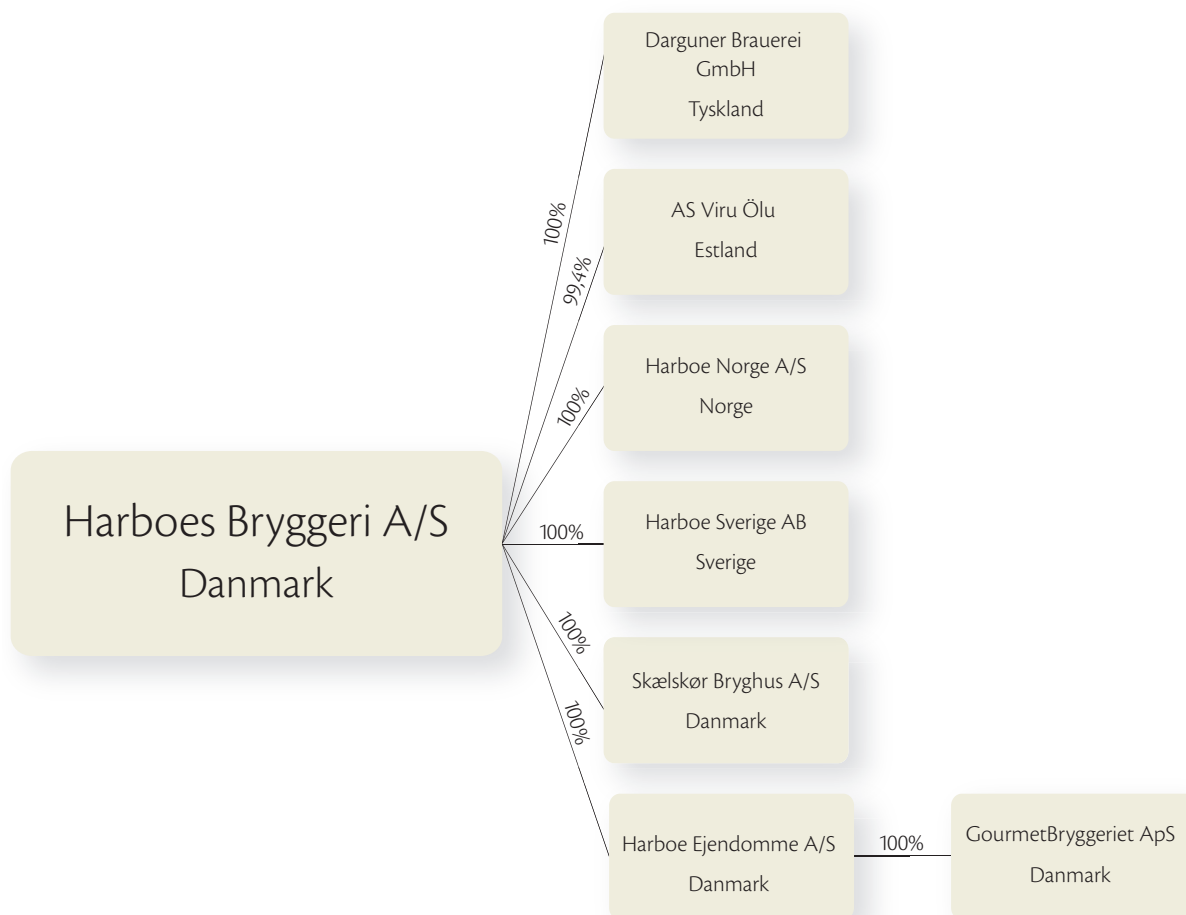 Darguner Brauerei
GmbH
Tyskland
100%
AS Viru Ölu
Estland
99,4%
Harboe Norge A/S
Norge
100%
Harboes Bryggeri A/S
Danmark
100%
Harboe Sverige AB
Sverige
100%
Skælskør Bryghus A/S
Danmark
100%
Harboe Ejendomme A/S
Danmark
100%
GourmetBryggeriet ApS
Danmark